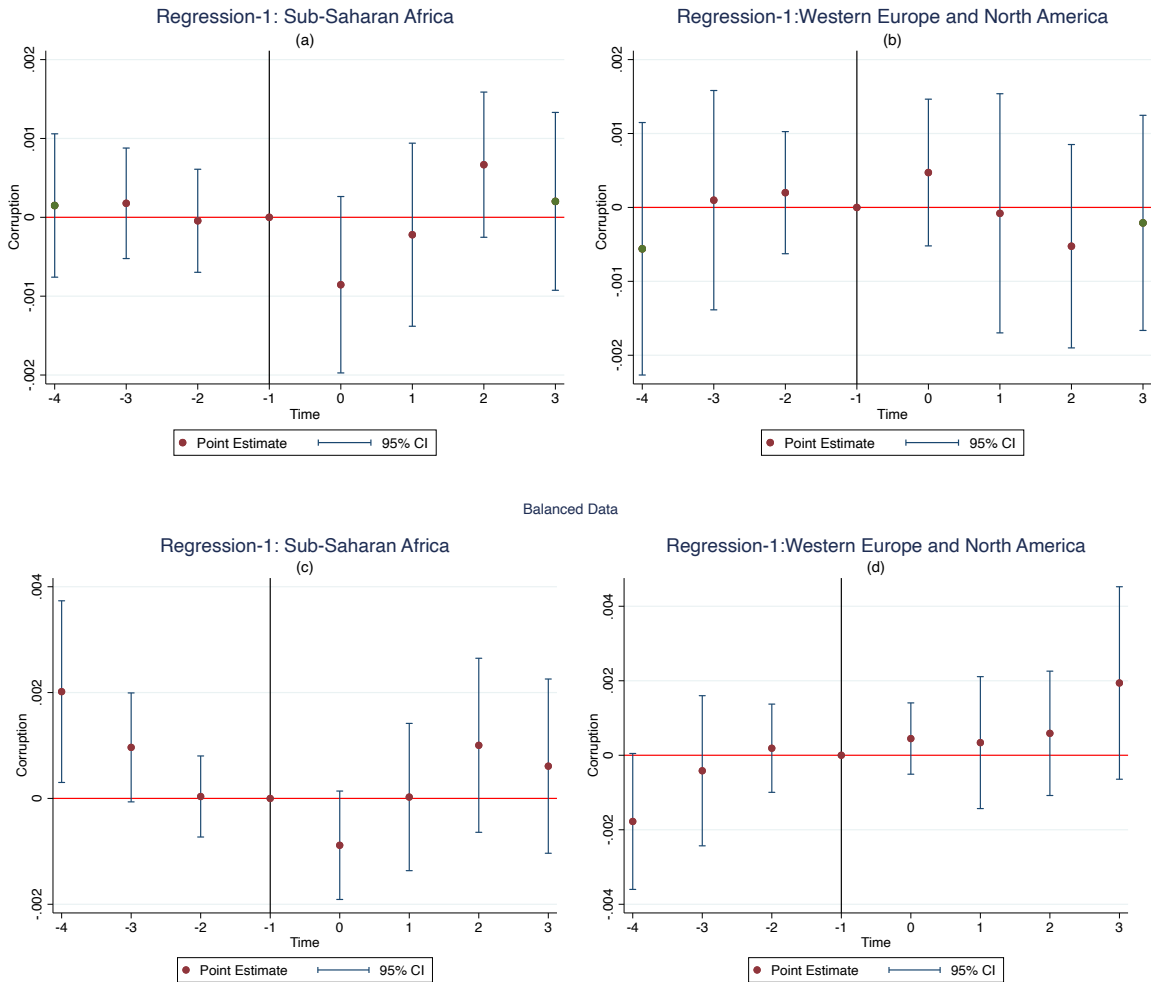 Regression-1: Sub-Saharan Africa
(a)
.002
.001
0
-.001
-.002
Corruption
-4 -3 -2 -1 0 1 2 3
Time
Point Estimate 95% CI
Regression-1:Western Europe and North America
(b)
.002
.001
0
-.001
-.002
Corruption
-4 -3 -2 -1 0 1 2 3
Time
Point Estimate 95% CI
Balanced Data
Regression-1: Sub-Saharan Africa
(c)
.004
.002
0
-.002
Corruption
-4 -3 -2 -1 0 1 2 3
Time
Point Estimate 95% CI
Regression-1:Western Europe and North America
(d)
.004
.002
0
-.002
-.004
Corruption
-4 -3 -2 -1 0 1 2 3
Time
Point Estimate 95% CI